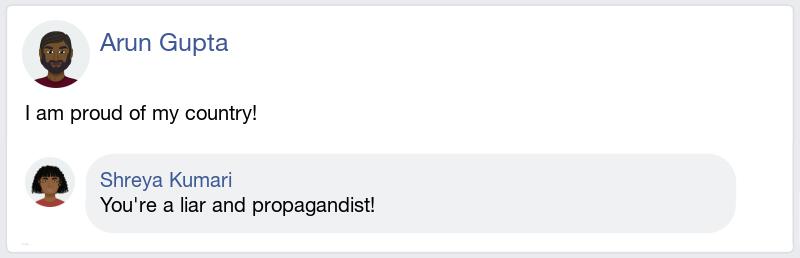 Arun Gupta
I am proud of my country!
Shreya Kumari
You're a liar and propagandist!